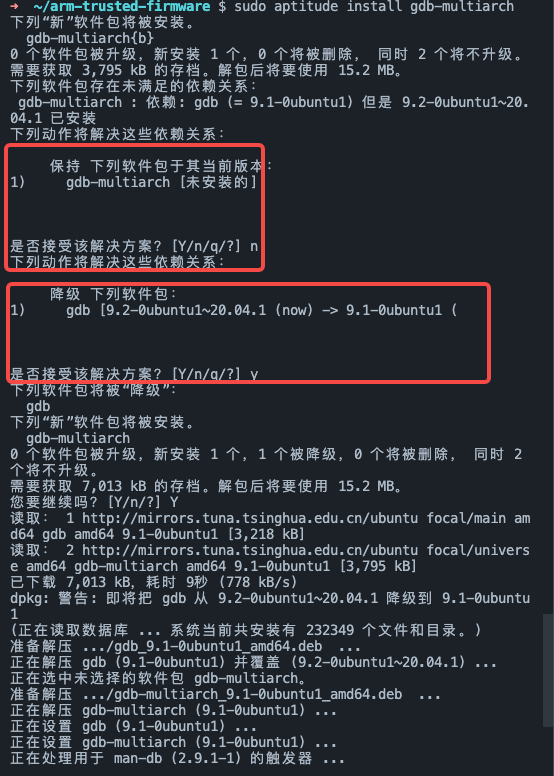 ➜  ~/arm-trusted-firmware $ sudo aptitude install gdb-multiarch
下列“新”软件包将被安装。
  gdb-multiarch{b}
0 个软件包被升级，新安装 1 个，0 个将被删除， 同时 2 个将不升级。
需要获取 3,795 kB 的存档。解包后将要使用 15.2 MB。
下列软件包存在未满足的依赖关系：
 gdb-multiarch : 依赖: gdb (= 9.1-0ubuntu1) 但是 9.2-0ubuntu1~20.
04.1 已安装
下列动作将解决这些依赖关系：
     保持 下列软件包于其当前版本：
1)     gdb-multiarch [未安装的]
是否接受该解决方案？[Y/n/q/?] n
下列动作将解决这些依赖关系：
     降级 下列软件包：
1)     gdb [9.2-0ubuntu1~20.04.1 (now) -> 9.1-0ubuntu1 (
是否接受该解决方案？[Y/n/q/?] y
下列软件包将被“降级”：
  gdb
下列“新”软件包将被安装。
  gdb-multiarch
0 个软件包被升级，新安装 1 个，1 个被降级，0 个将被删除， 同时 2
个将不升级。
需要获取 7,013 kB 的存档。解包后将要使用 15.2 MB。
您要继续吗？[Y/n/?] Y
读取： 1 http://mirrors.tuna.tsinghua.edu.cn/ubuntu focal/main am
d64 gdb amd64 9.1-0ubuntu1 [3,218 kB]
读取： 2 http://mirrors.tuna.tsinghua.edu.cn/ubuntu focal/univers
e amd64 gdb-multiarch amd64 9.1-0ubuntu1 [3,795 kB]
已下载 7,013 kB，耗时 9秒 (778 kB/s)
dpkg: 警告: 即将把 gdb 从 9.2-0ubuntu1~20.04.1 降级到 9.1-0ubuntu
1
(正在读取数据库 ... 系统当前共安装有 232349 个文件和目录。)
准备解压 .../gdb_9.1-0ubuntu1_amd64.deb  ...
正在解压 gdb (9.1-0ubuntu1) 并覆盖 (9.2-0ubuntu1~20.04.1) ...
正在选中未选择的软件包 gdb-multiarch。
准备解压 .../gdb-multiarch_9.1-0ubuntu1_amd64.deb  ...
正在解压 gdb-multiarch (9.1-0ubuntu1) ...
正在设置 gdb (9.1-0ubuntu1) ...
正在设置 gdb-multiarch (9.1-0ubuntu1) ...
正在处理用于 man-db (2.9.1-1) 的触发器 ...